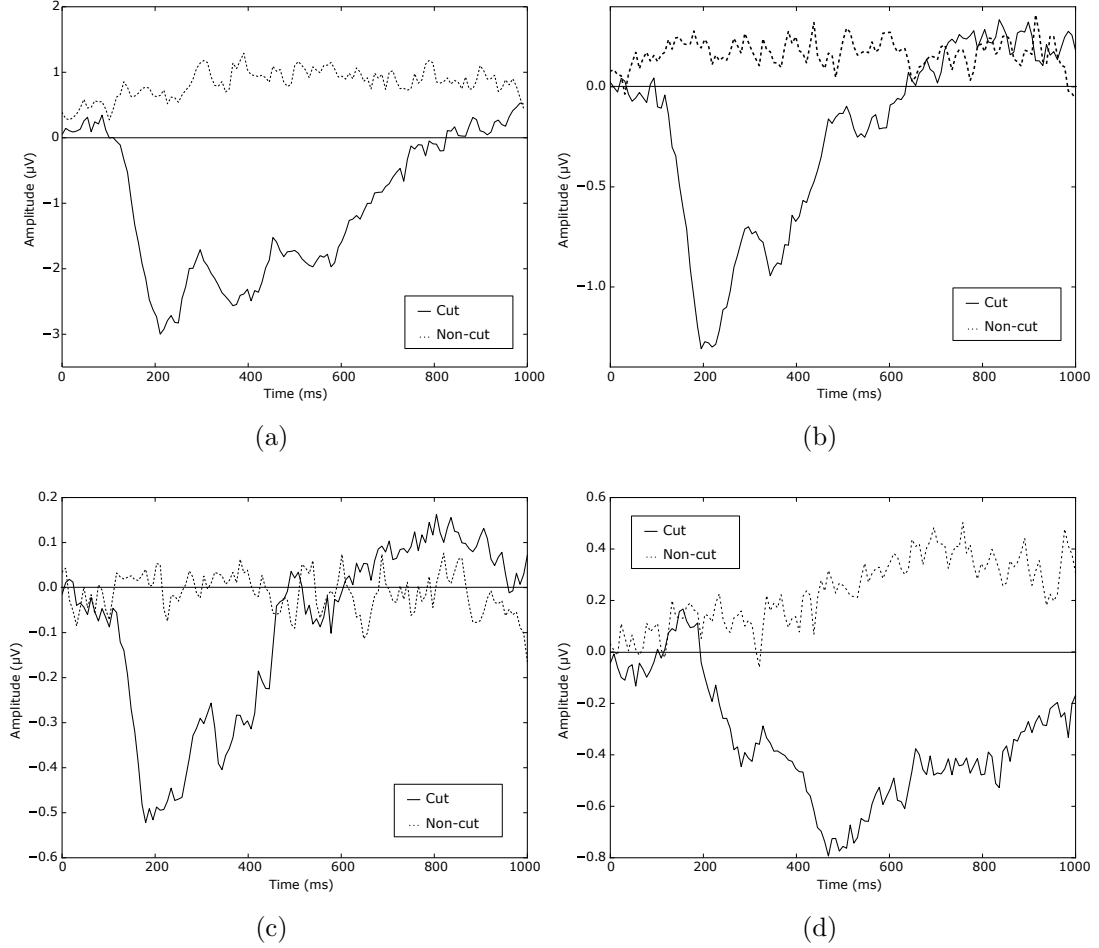 2
1
0
−1
−2
−3
Amplitude (μV)
Cut
Non-cut
0 200 400 600 800 1000
Time (ms)
(a)
0.0
−0.5
−1.0
Amplitude (μV)
Cut
Non-cut
0 200 400 600 800 1000
Time (ms)
(b)
0.2
0.1
0.0
−0.1
−0.2
−0.3
−0.4
−0.5
−0.6
Amplitude (μV)
Cut
Non-cut
0 200 400 600 800 1000
Time (ms)
(c)
0.6
0.4
0.2
0.0
−0.2
−0.4
−0.6
−0.8
Amplitude (μV)
Cut
Non-cut
0 200 400 600 800 1000
Time (ms)
(d)